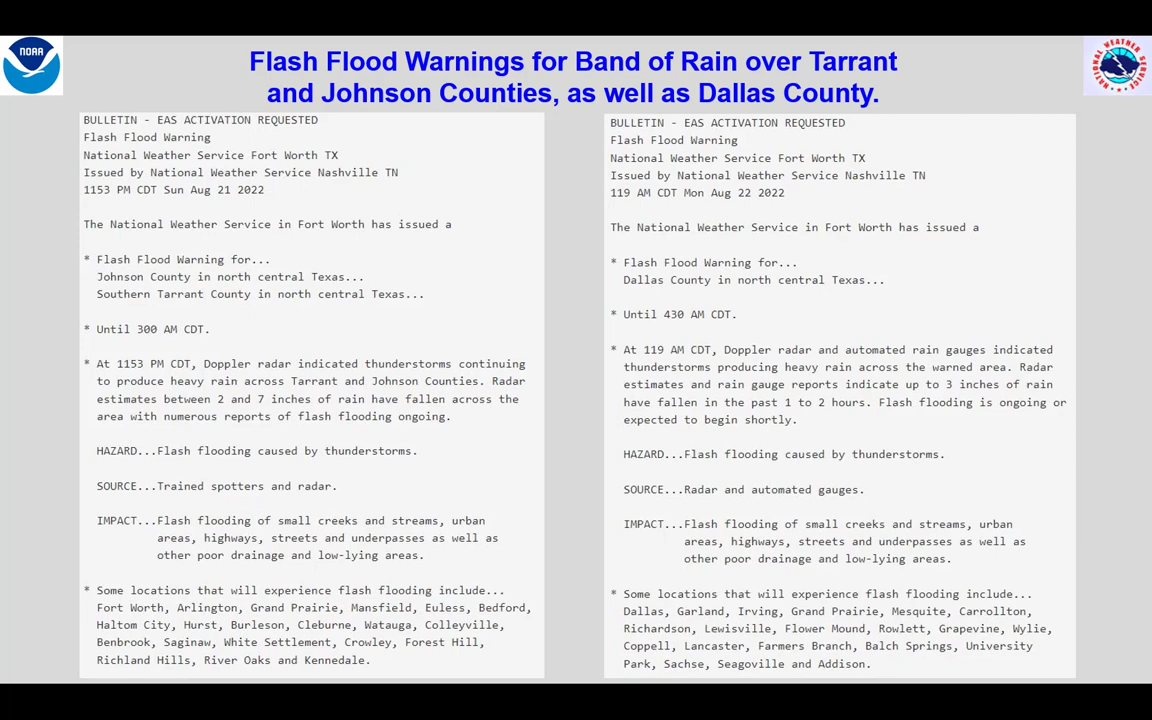 NOAA
Flash Flood Warnings for Band of Rain over Tarrant
and Johnson Counties, as well as Dallas County.
NATIONAL WEATHER SERVICE
BULLETIN - EAS ACTIVATION REQUESTED
Flash Flood Warning
National Weather Service Fort Worth TX
Issued by National Weather Service Nashville TN
1153 PM CDT Sun Aug 21 2022
The National Weather Service in Fort Worth has issued a
* Flash Flood Warning for...
Johnson County in north central Texas...
Southern Tarrant County in north central Texas...
* Until 300 AM CDT.
* At 1153 PM CDT, Doppler radar indicated thunderstorms continuing
to produce heavy rain across Tarrant and Johnson Counties. Radar
estimates between 2 and 7 inches of rain have fallen across the
area with numerous reports of flash flooding ongoing.
HAZARD...Flash flooding caused by thunderstorms.
SOURCE...Trained spotters and radar.
IMPACT...Flash flooding of small creeks and streams, urban
areas, highways, streets and underpasses as well as
other poor drainage and low-lying areas.
* Some locations that will experience flash flooding include...
Fort Worth, Arlington, Grand Prairie, Mansfield, Euless, Bedford,
Haltom City, Hurst, Burleson, Cleburne, Watauga, Colleyville,
Benbrook, Saginaw, White Settlement, Crowley, Forest Hill,
Richland Hills, River Oaks and Kennedale.
BULLETIN - EAS ACTIVATION REQUESTED
Flash Flood Warning
National Weather Service Fort Worth TX
Issued by National Weather Service Nashville TN
119 AM CDT Mon Aug 22 2022
The National Weather Service in Fort Worth has issued a
* Flash Flood Warning for...
Dallas County in north central Texas...
* Until 430 AM CDT.
* At 119 AM CDT, Doppler radar and automated rain gauges indicated
thunderstorms producing heavy rain across the warned area. Radar
estimates and rain gauge reports indicate up to 3 inches of rain
have fallen in the past 1 to 2 hours. Flash flooding is ongoing or
expected to begin shortly.
HAZARD...Flash flooding caused by thunderstorms.
SOURCE...Radar and automated gauges.
IMPACT...Flash flooding of small creeks and streams, urban
areas, highways, streets and underpasses as well as
other poor drainage and low-lying areas.
* Some locations that will experience flash flooding include...
Dallas, Garland, Irving, Grand Prairie, Mesquite, Carrollton,
Richardson, Lewisville, Flower Mound, Rowlett, Grapevine, Wylie,
Coppell, Lancaster, Farmers Branch, Balch Springs, University
Park, Sachse, Seagoville and Addison.